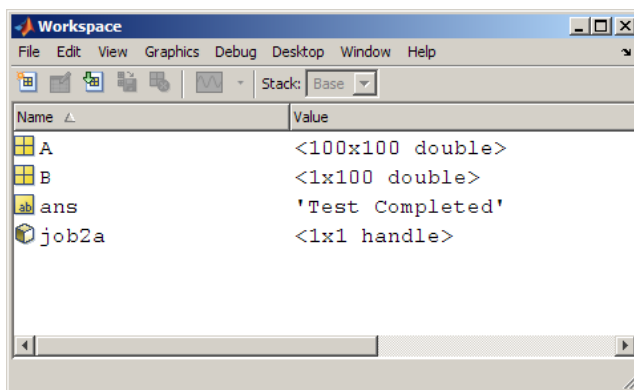 Workspace
File Edit View Graphics Debug Desktop Window Help
Stack: Base
Name Value
A <100x100 double>
B <1x100 double>
ab ans 'Test Completed'
job2a <1x1 handle>